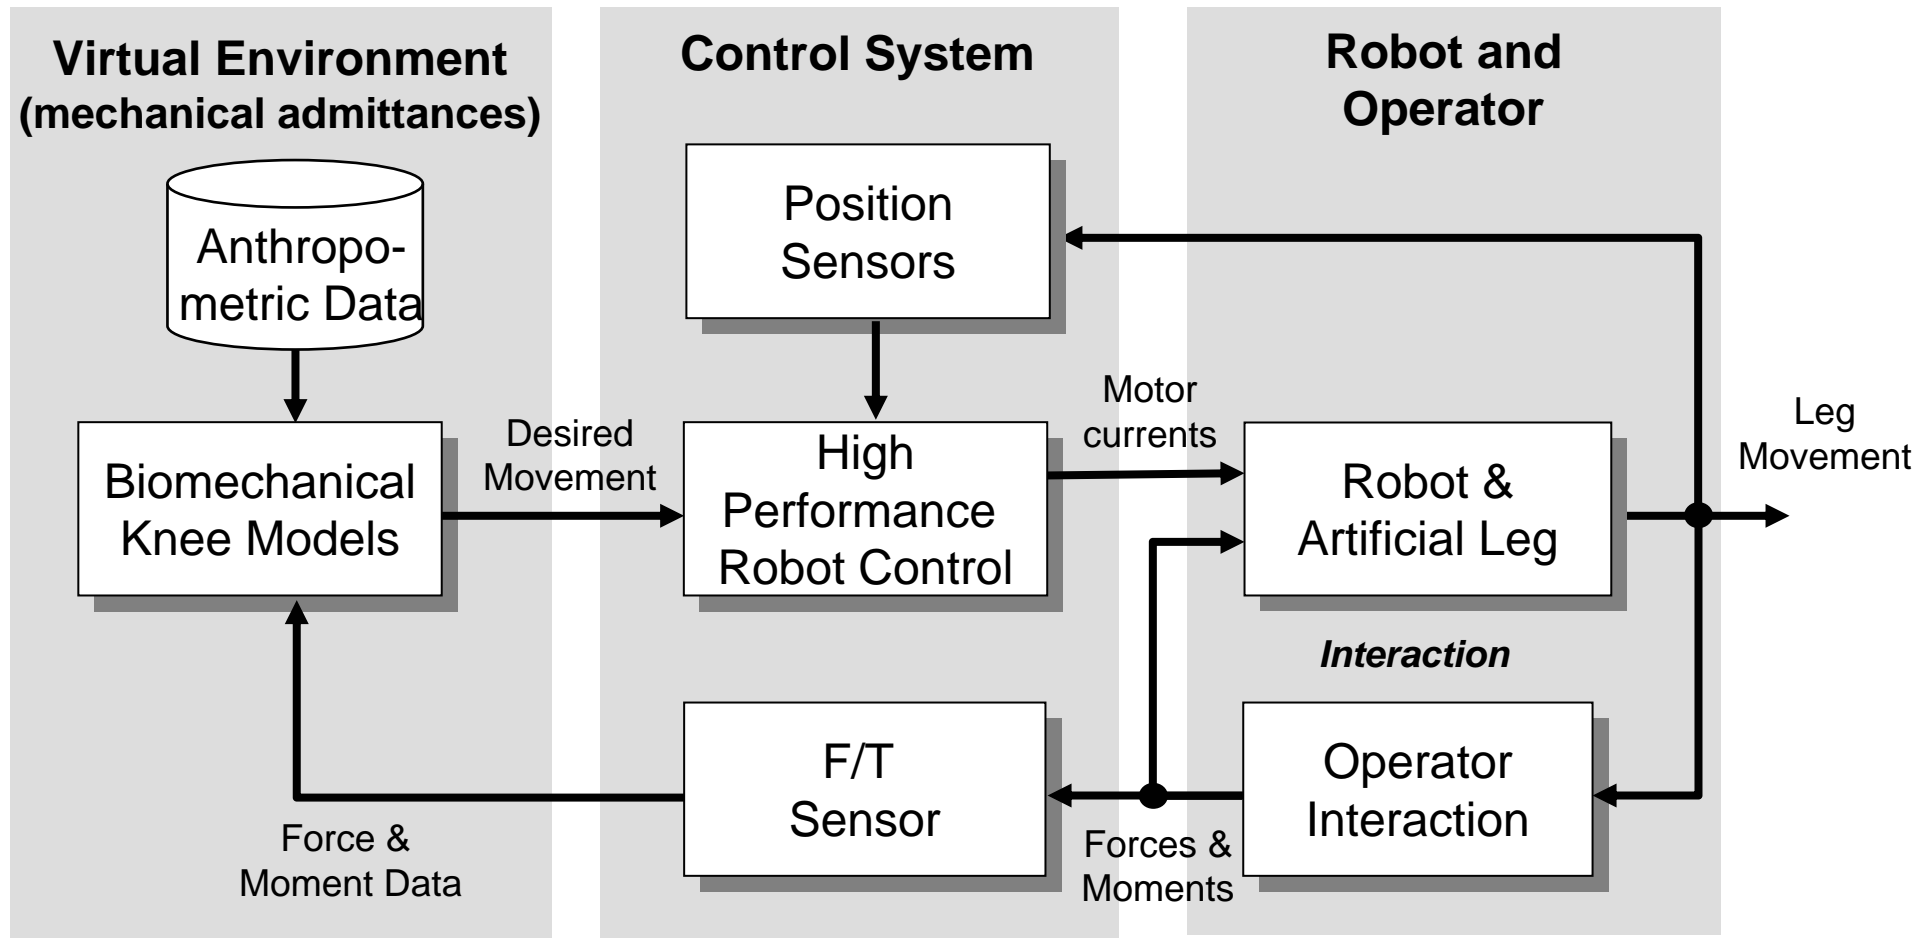 Virtual Environment
(mechanical admittances)
Control System
Robot and
Operator
Anthropo-
metric Data
Position
Sensors
Biomechanical
Knee Models
Desired
Movement
High
Performance
Robot Control
Motor
currents
Robot &
Artificial Leg
Leg
Movement
Interaction
F/T
Sensor
Operator
Interaction
Force &
Moment Data
Forces &
Moments